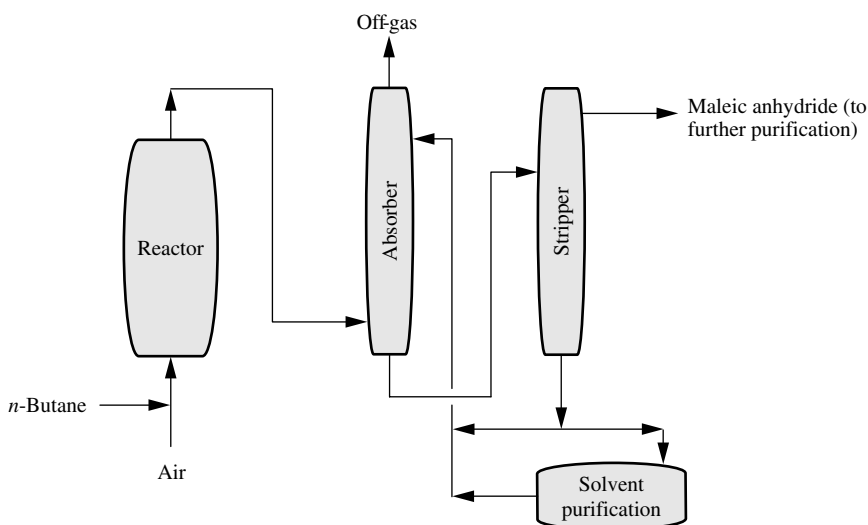 Off-gas
Maleic anhydride (to
further purification)
Reactor
Absorber
Stripper
n-Butane
Air
Solvent
purification